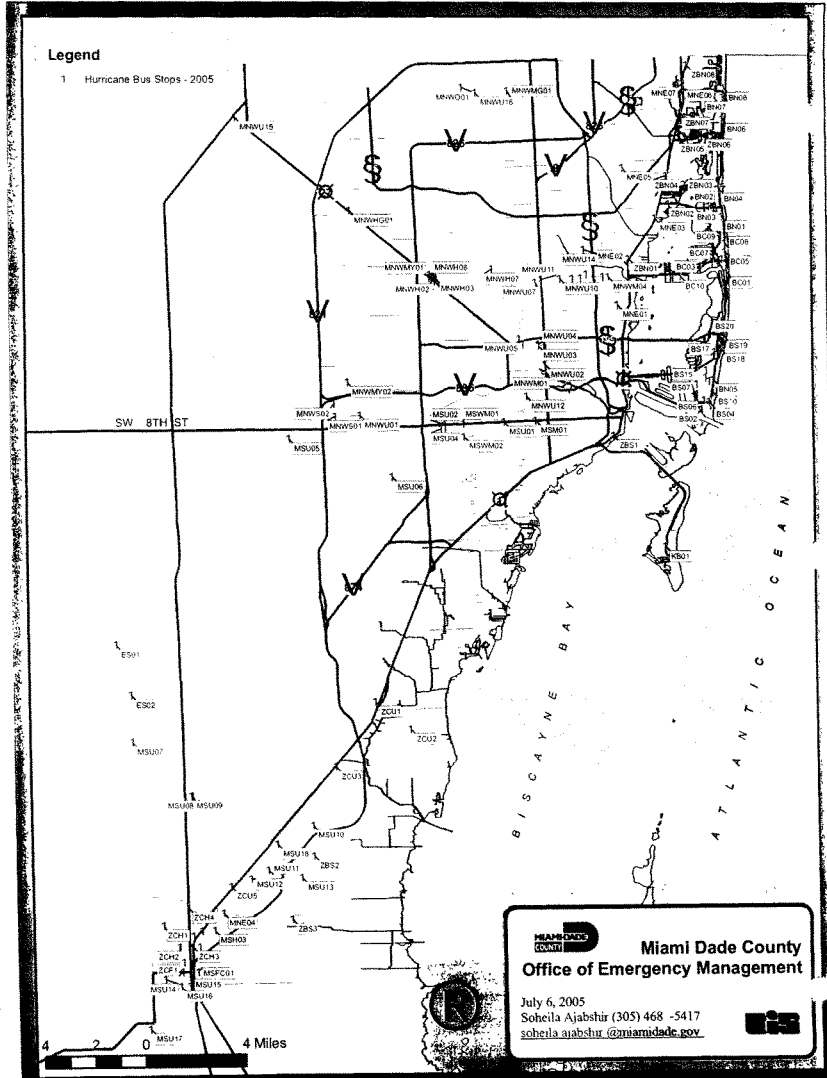 Legend
1 Hurricane Bus Stops - 2005
MNWO01
MNWU16
MNWMG01
MNE07
ZBN08
MNE06
BN08
BN07
ZBN07
BN06
ZBN06
ZBN05
MNWU15
MNE05
ZBN04
ZBN03
BN02
BN04
ZBN02
BN03
MNE03
BN01
BC09
BC08
MNWHG01
MNWU14
MNE02
BC07
BC05
MNWMY01
MNWH06
MNWH07
MNWU11
ZBN01
BC03
MNWH02
MNWH03
MNWU07
MNWU10
MNWM04
BC10
BC01
MNE01
BS20
MNWU04
MNWU05
MNWU03
BS17
BS19
BS18
MNWU02
BS15
MNWMY02
MNWM01
BS07
BN05
MNWU12
BS06
BS10
MNWS02
MNWS01
MNWU01
MSU02
MSWM01
BS02
BS04
SW 8TH ST
MSU04
MSU01
MSM01
MSU05
MSWM02
ZBS1
MSU06
KB01
ES01
ES02
ZCU1
ZCU2
MSU07
ZCU3
MSU08
MSU09
BISCAYNE BAY
ATLANTIC OCEAN
MSU10
MSU18
ZBS2
MSU11
MSU12
MSU13
ZCU5
ZCH4
MNE04
ZBS3
ZCH1
MSH03
ZCH2
ZCH3
ZCF1
MSFC01
MSU14
MSU15
MSU16
MSU17
4 2 0 4 Miles
MIAMI-DADE
COUNTY
Miami Dade County
Office of Emergency Management
July 6, 2005
Soheila Ajabshir (305) 468 -5417
soheila ajabshir @miamidade.gov
R